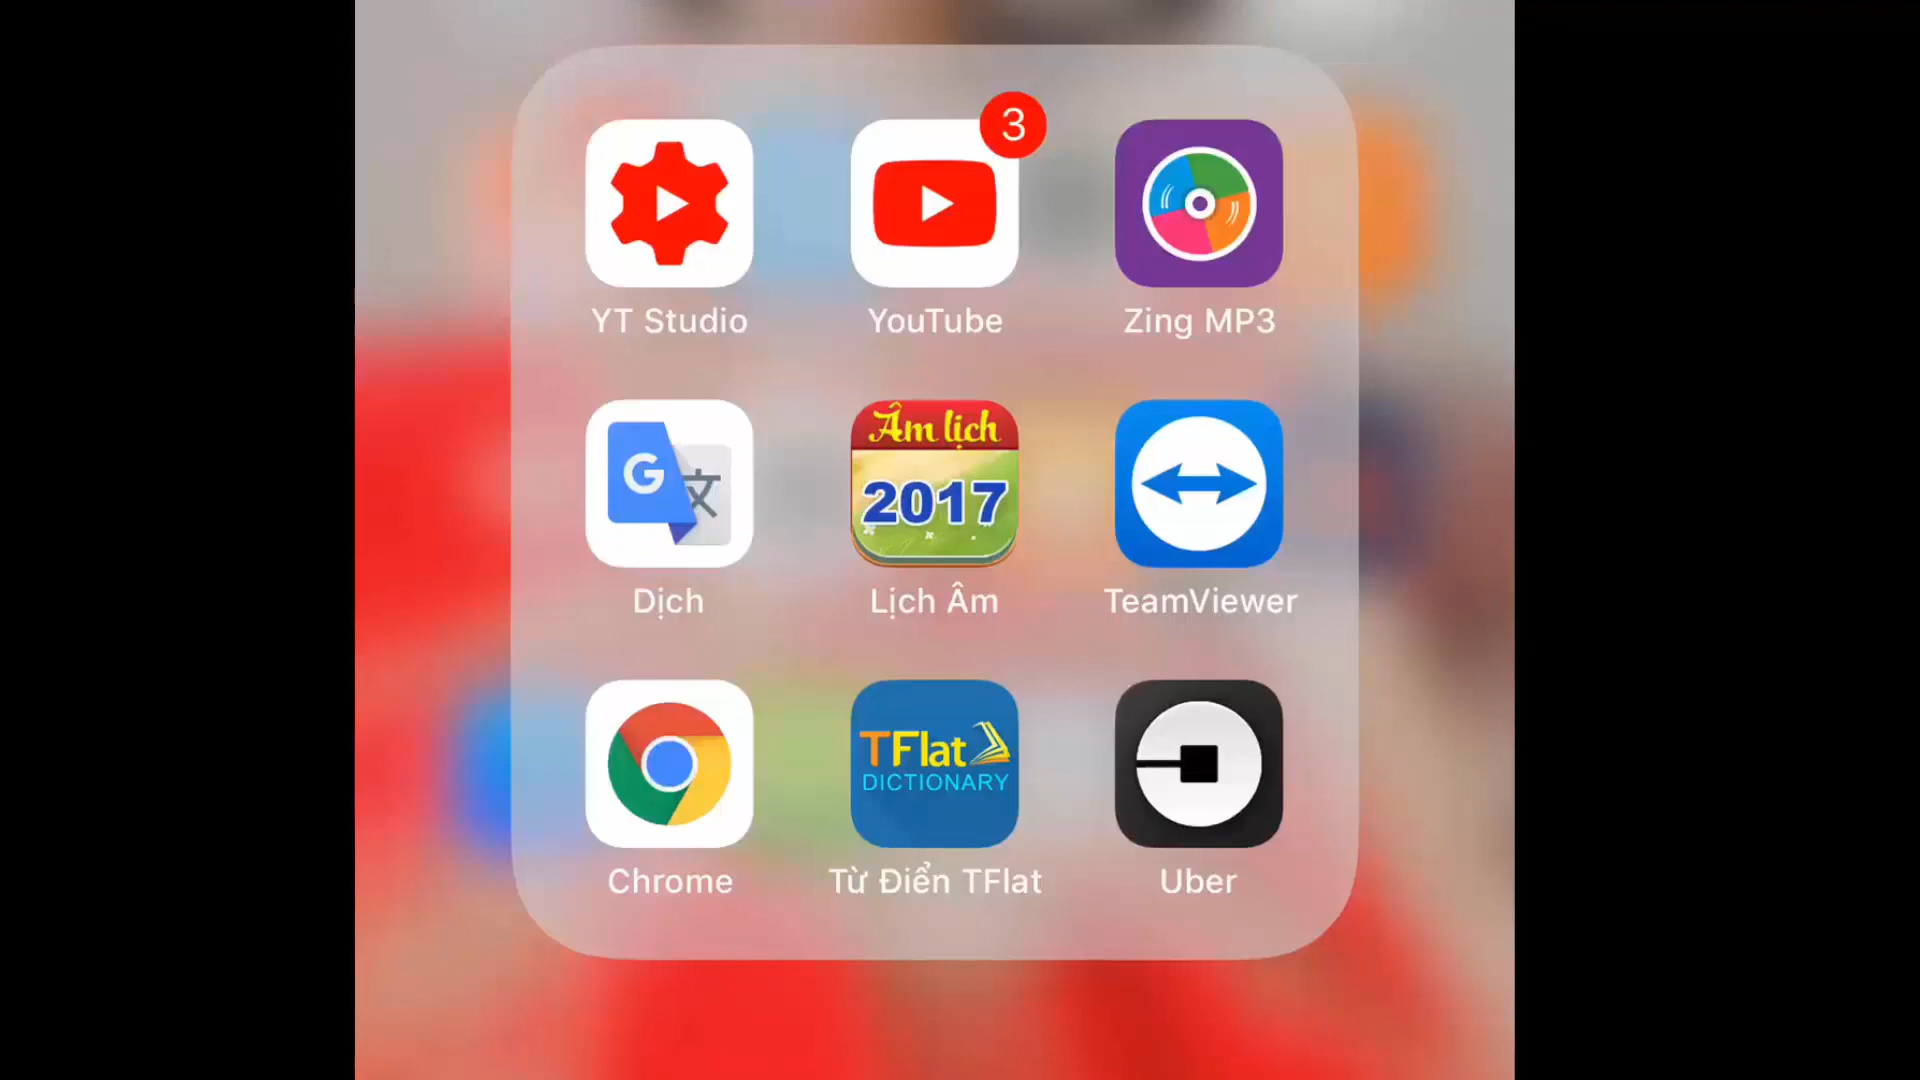 3
YT Studio
YouTube
Zing MP3
G 文
Âm lịch
2017
Dịch
Lịch Âm
TeamViewer
TFlat
DICTIONARY
Chrome
Từ Điển TFlat
Uber